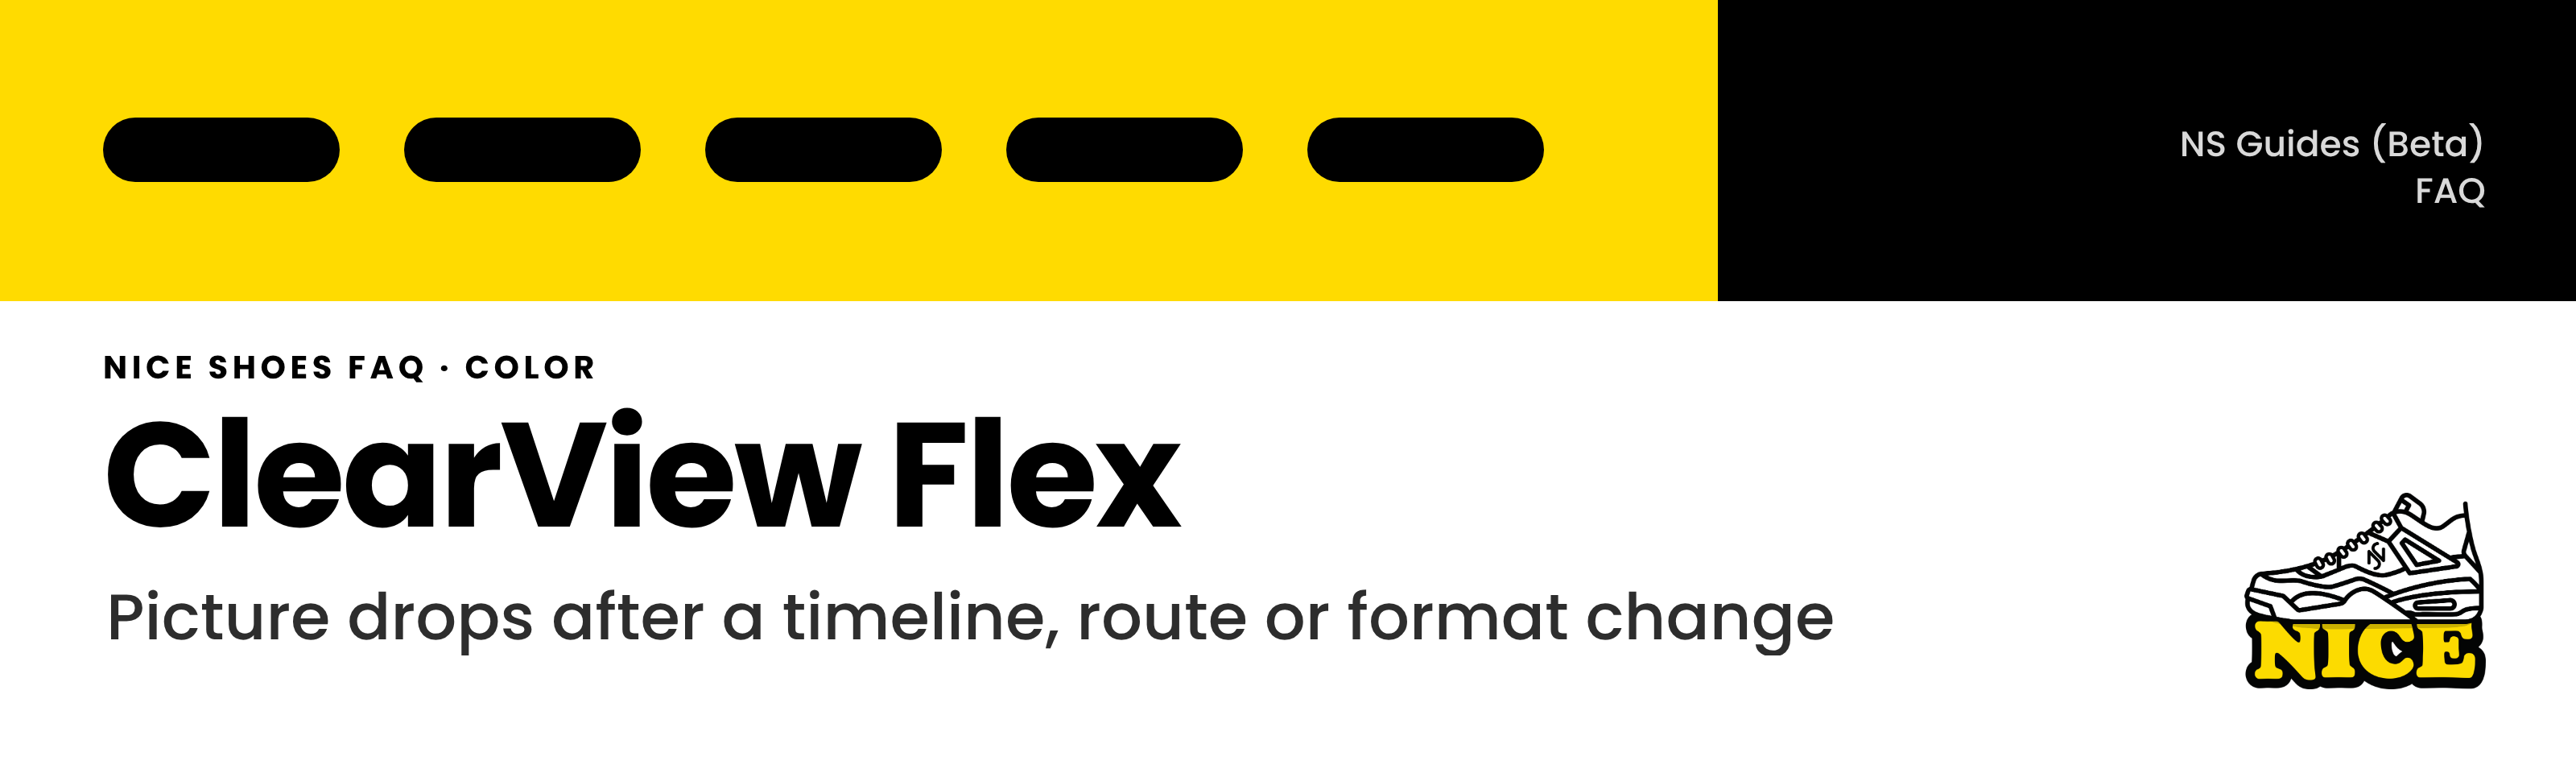 NS Guides (Beta)
FAQ
NICE SHOES FAQ · COLOR
ClearView Flex
Picture drops after a timeline, route or format change
NS
NICE